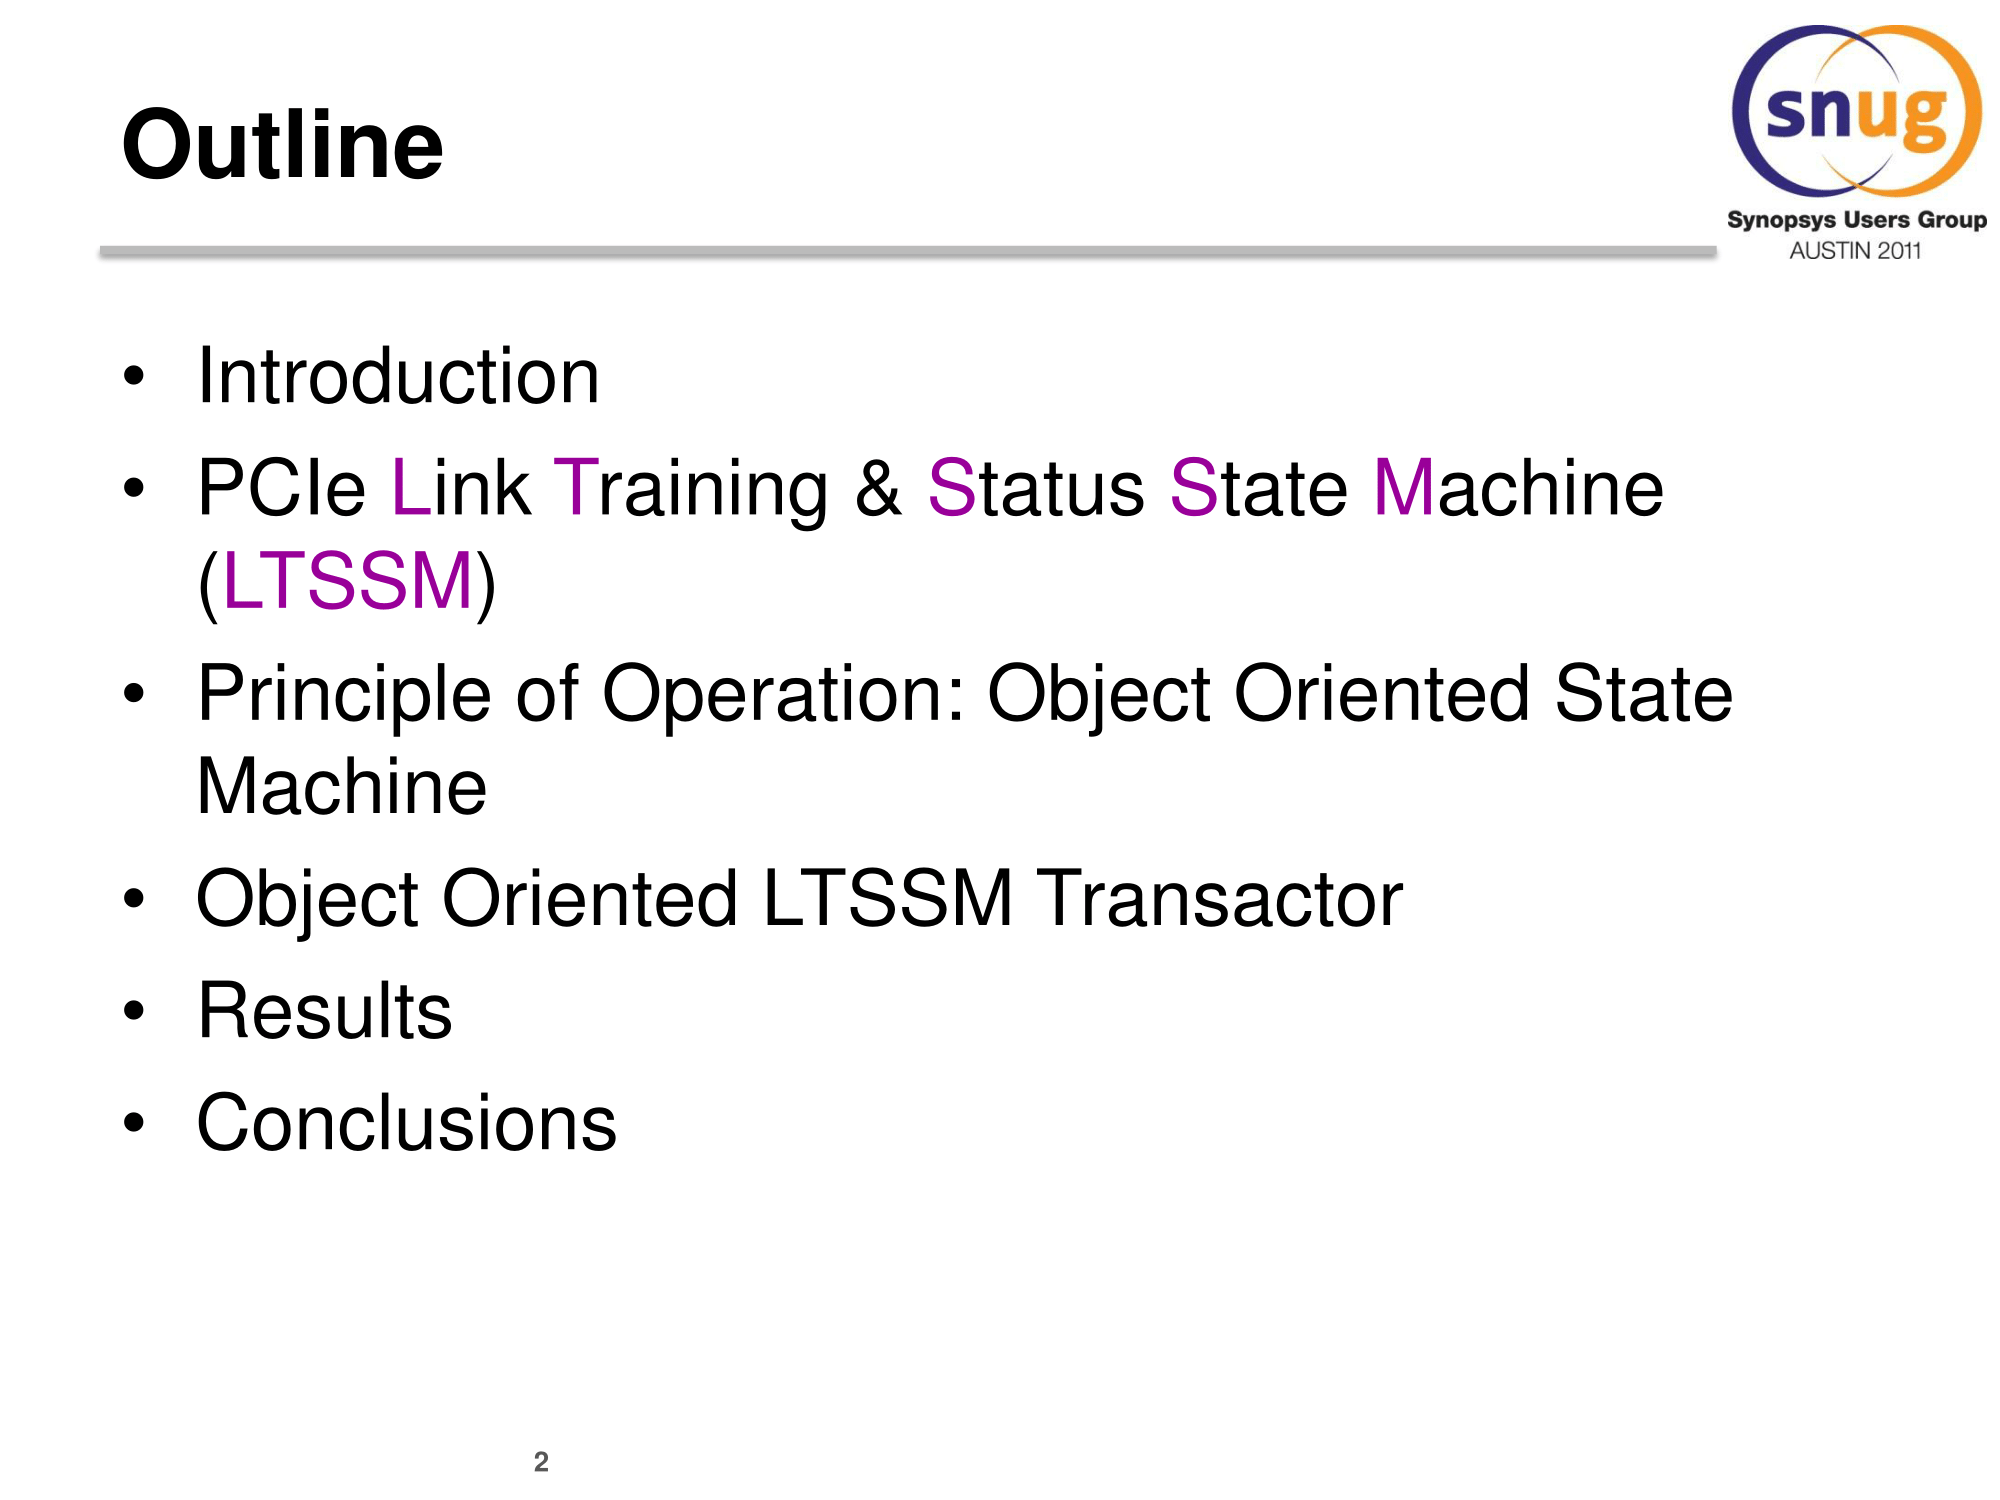 Outline
snug
Synopsys Users Group
AUSTIN 2011
• Introduction
• PCIe Link Training & Status State Machine
(LTSSM)
• Principle of Operation: Object Oriented State
Machine
• Object Oriented LTSSM Transactor
• Results
• Conclusions
2